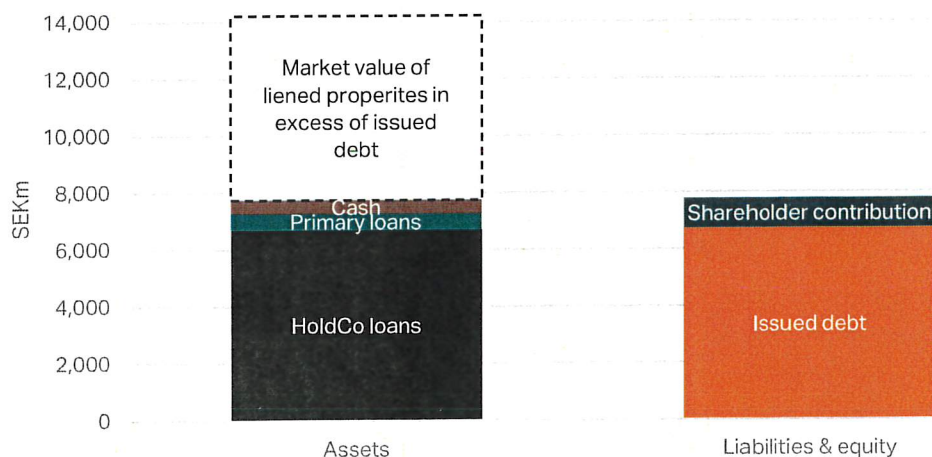 14,000
12,000
10,000
8,000
6,000
4,000
2,000
0
SEKm
Market value of
liened properites in
excess of issued
debt
Cash
Primary loans
HoldCo loans
Shareholder contribution
Issued debt
Assets
Liabilities & equity